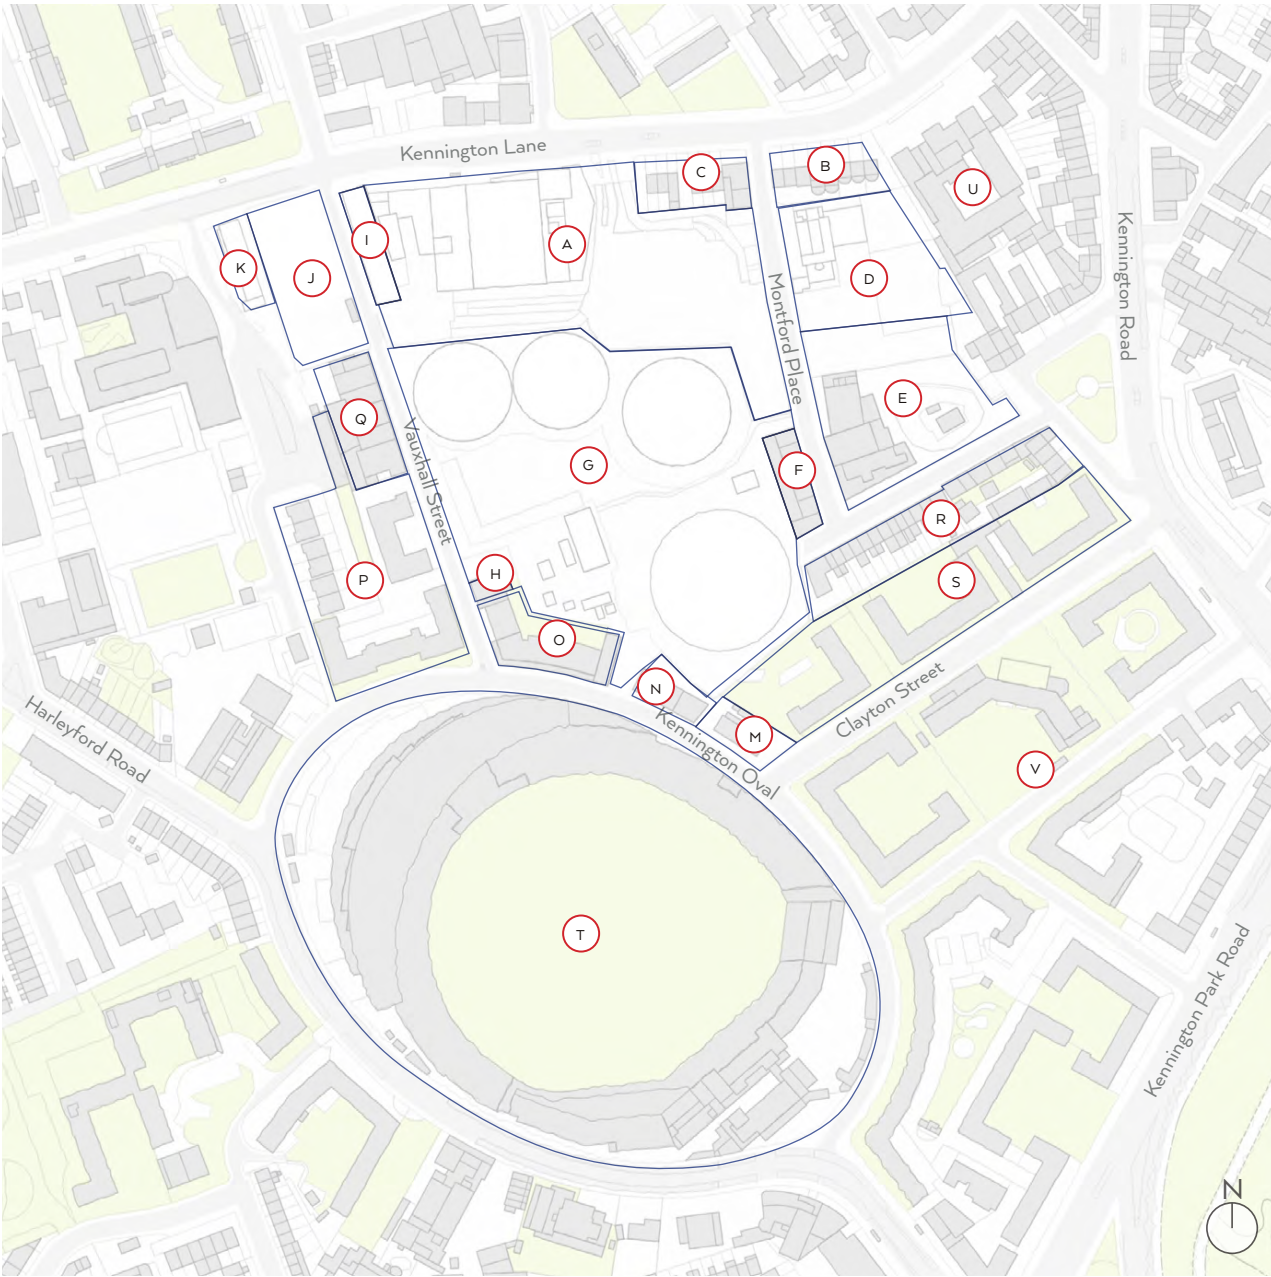 Kennington Lane
C
B
U
I
A
K
J
D
Kennington Road
Montford Place
E
Q
Vauxhall Street
G
F
R
H
P
S
O
N
Kennington Oval
M
Clayton Street
Harleyford Road
V
T
Kennington Park Road
N